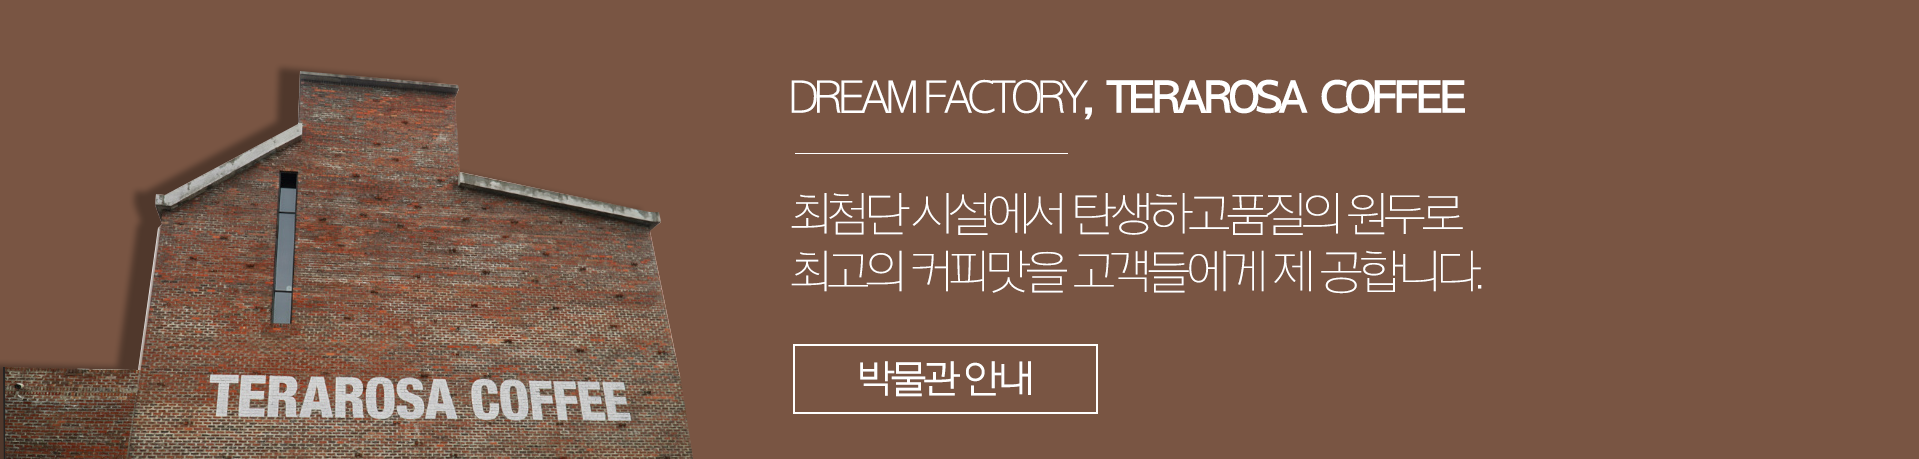 DREAM FACTORY, TERAROSA COFFEE
최첨단 시설에서 탄생하고품질의 원두로
최고의 커피맛을 고객들에게 제 공합니다.
박물관 안내
TERAROSA COFFEE